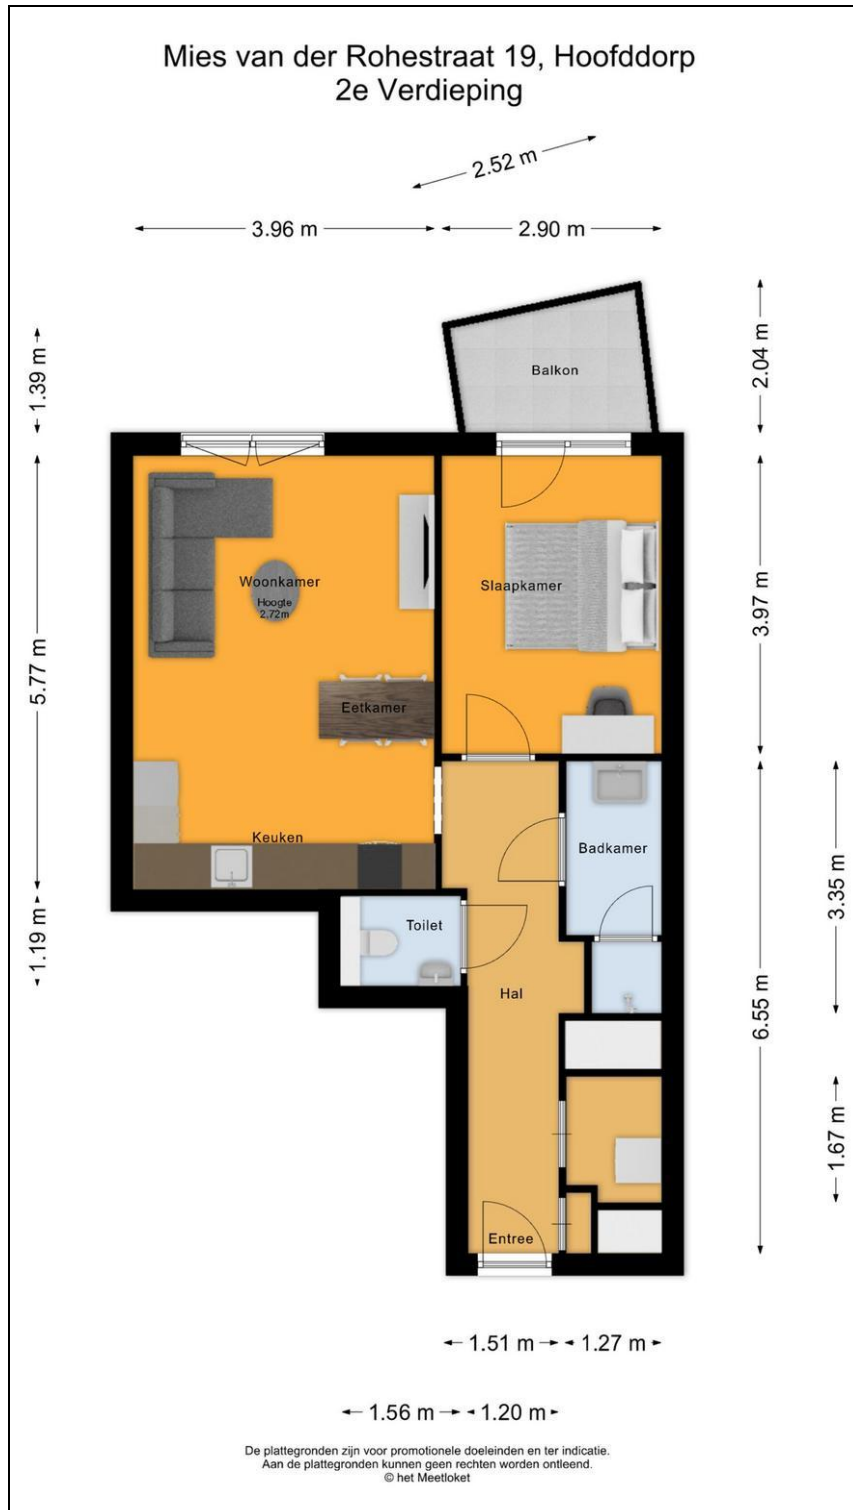 Mies van der Rohestraat 19, Hoofddorp
2e Verdieping
2.52 m
3.96 m
2.90 m
1.39 m
2.04 m
Balkon
Woonkamer
Hoogte
2.72m
Slaapkamer
3.97 m
5.77 m
Eetkamer
Keuken
Badkamer
3.35 m
1.19 m
Toilet
Hal
6.55 m
1.67 m
Entree
1.51 m
1.27 m
1.56 m
1.20 m
De plattegronden zijn voor promotionele doeleinden en ter indicatie.
Aan de plattegronden kunnen geen rechten worden ontleend.
© het Meetloket